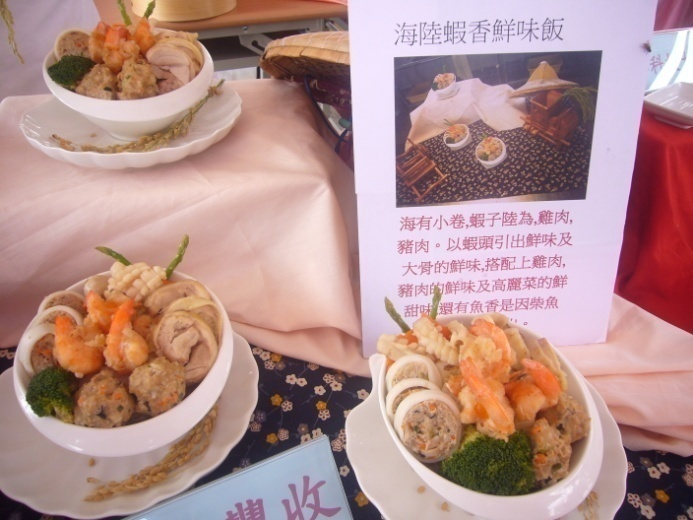 海陸蝦香鮮味飯
海有小卷,蝦子陸為,雞肉,
豬肉。以蝦頭引出鮮味及
大骨的鮮味,搭配上雞肉,
豬肉的鮮味及高麗菜的鮮
甜味,還有魚香是因柴魚
豐收